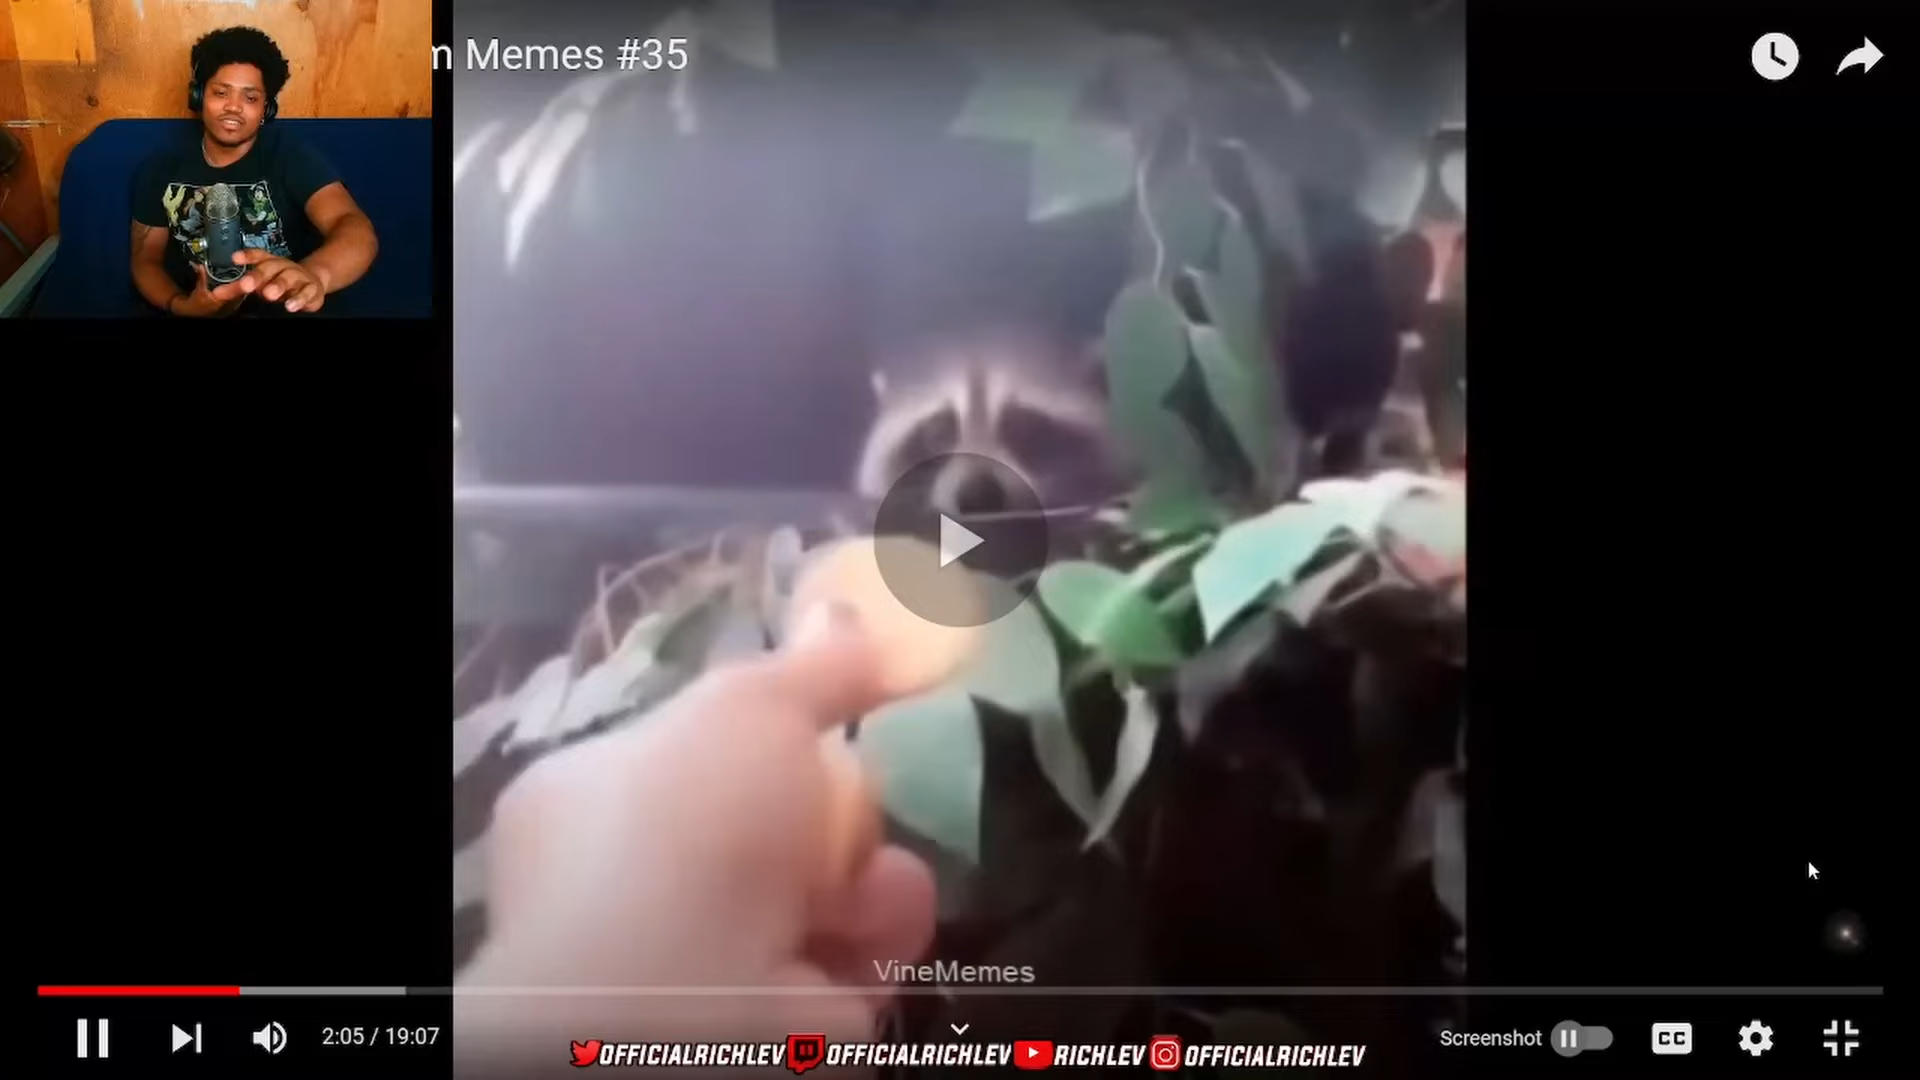 m Memes #35
VineMemes
2:05 / 19:07
Screenshot
CC
OFFICIALRICHLEV OFFICIALRICHLEV RICHLEV OFFICIALRICHLEV